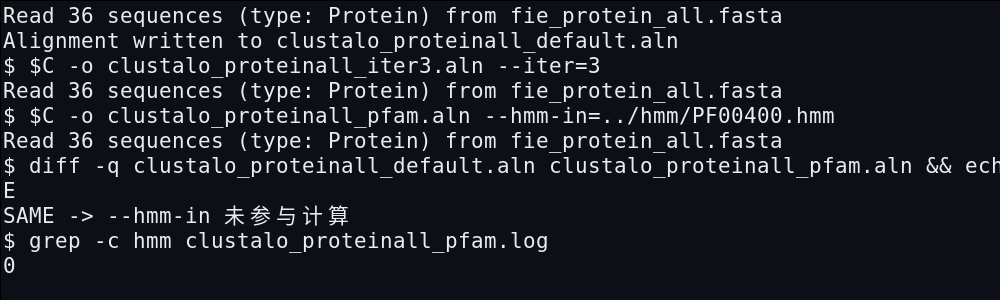 Read 36 sequences (type: Protein) from fie_protein_all.fasta
Alignment written to clustalo_proteinall_default.aln
$ $C -o clustalo_proteinall_iter3.aln --iter=3
Read 36 sequences (type: Protein) from fie_protein_all.fasta
$ $C -o clustalo_proteinall_pfam.aln --hmm-in=../hmm/PF00400.hmm
Read 36 sequences (type: Protein) from fie_protein_all.fasta
$ diff -q clustalo_proteinall_default.aln clustalo_proteinall_pfam.aln && ech
E
SAME -> --hmm-in 未参与计算
$ grep -c hmm clustalo_proteinall_pfam.log
0